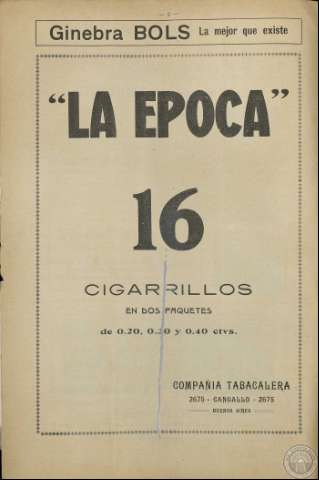 Ginebra BOLS La mejor que existe
"LA EPOCA"
16
CIGARRILLOS
EN DOS PAQUETES
de 0.20, 0.30 y 0.40 ctvs.
COMPAÑIA TABACALERA
2675 - CANGALLO - 2675
BUENOS AIRES